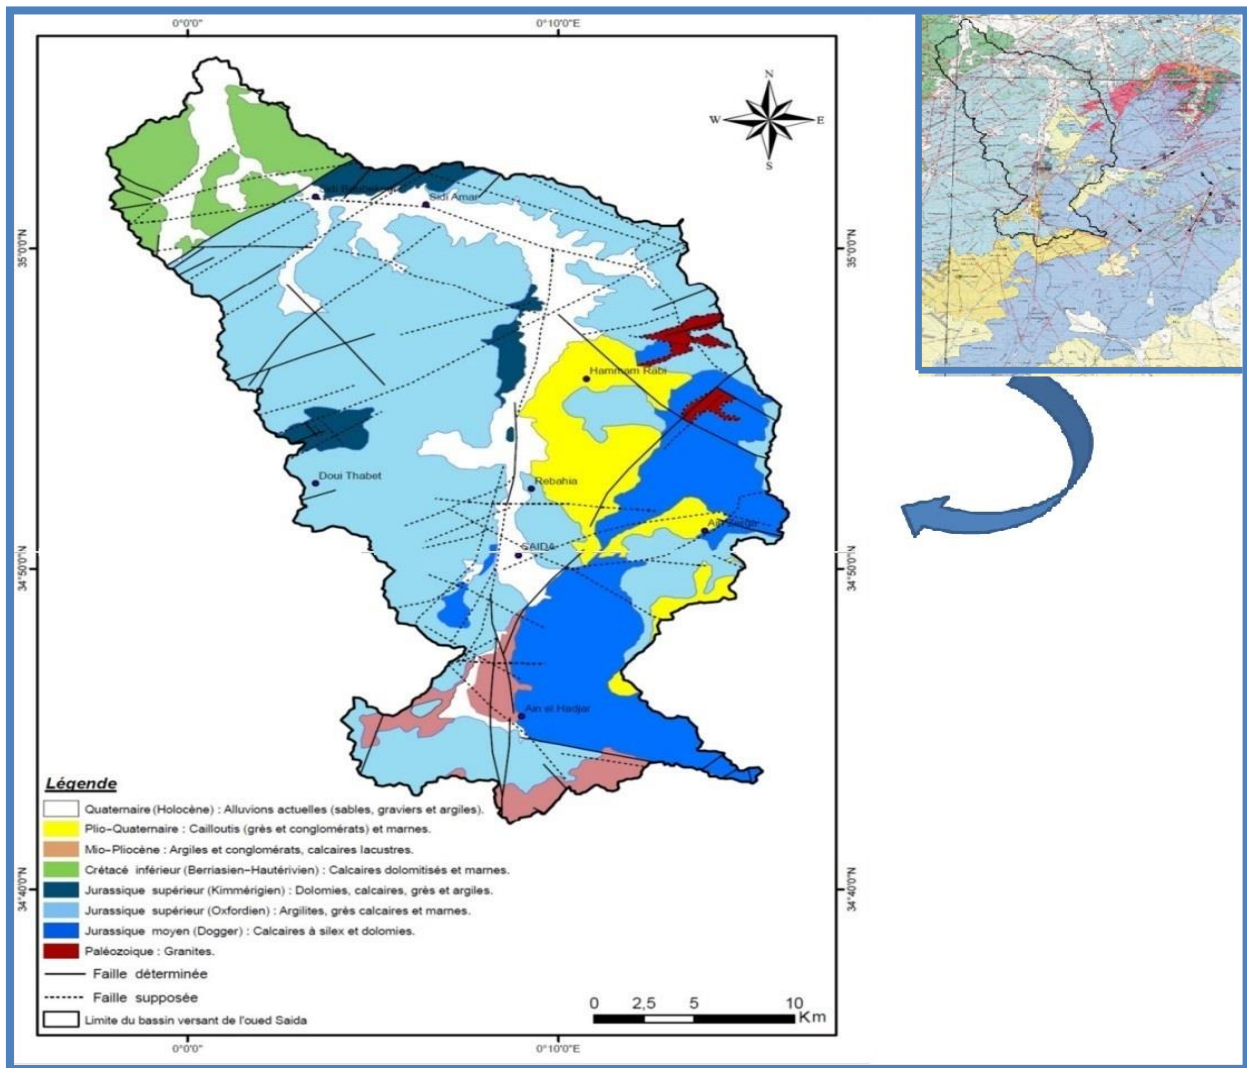 0°0'0" 0°10'0"E
N
W E
S
Sidi Amar
35°0'0"N 35°0'0"N
Hammam Rabi
Doui Thabet
Rebahia
SAIDA
34°50'0"N 34°50'0"N
Ain el Hadjar
Légende
Quaternaire (Holocène) : Alluvions actuelles (sables, graviers et argiles).
Plio-Quaternaire : Cailloutis (grès et conglomérats) et marnes.
Mio-Pliocène : Argiles et conglomérats, calcaires lacustres.
Crétacé inférieur (Berriasien-Hautérivien) : Calcaires dolomitisés et marnes.
Jurassique supérieur (Kimmérigien) : Dolomies, calcaires, grès et argiles.
Jurassique supérieur (Oxfordien) : Argilites, grès calcaires et marnes.
Jurassique moyen (Dogger) : Calcaires à silex et dolomies.
Paléozoique : Granites.
Faille déterminée
Faille supposée
Limite du bassin versant de l'oued Saida
34°40'0"N 34°40'0"N
0 2,5 5 10
Km
0°0'0" 0°10'0"E